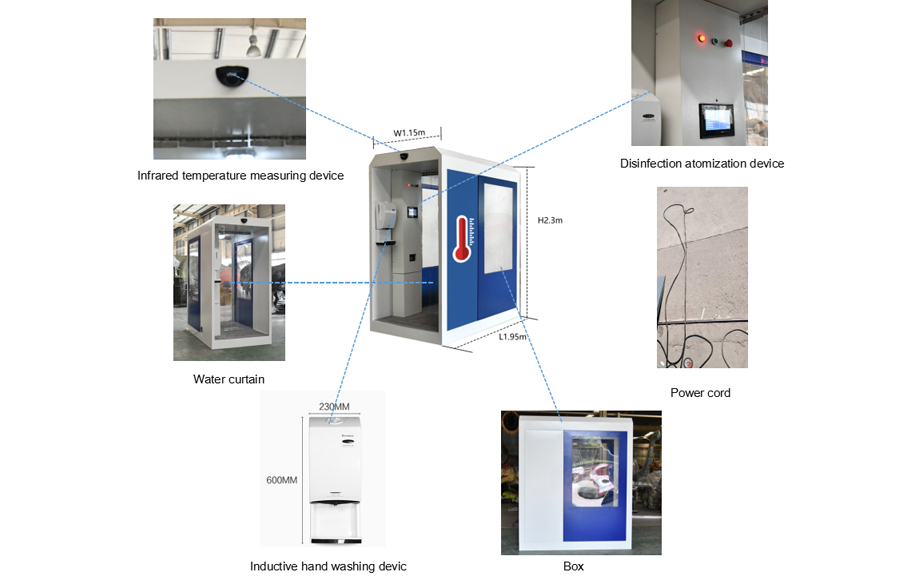 W1.15m
Infrared temperature measuring device
Disinfection atomization device
H2.3m
L1.95m
Water curtain
Power cord
230MM
600MM
Inductive hand washing devic
Box